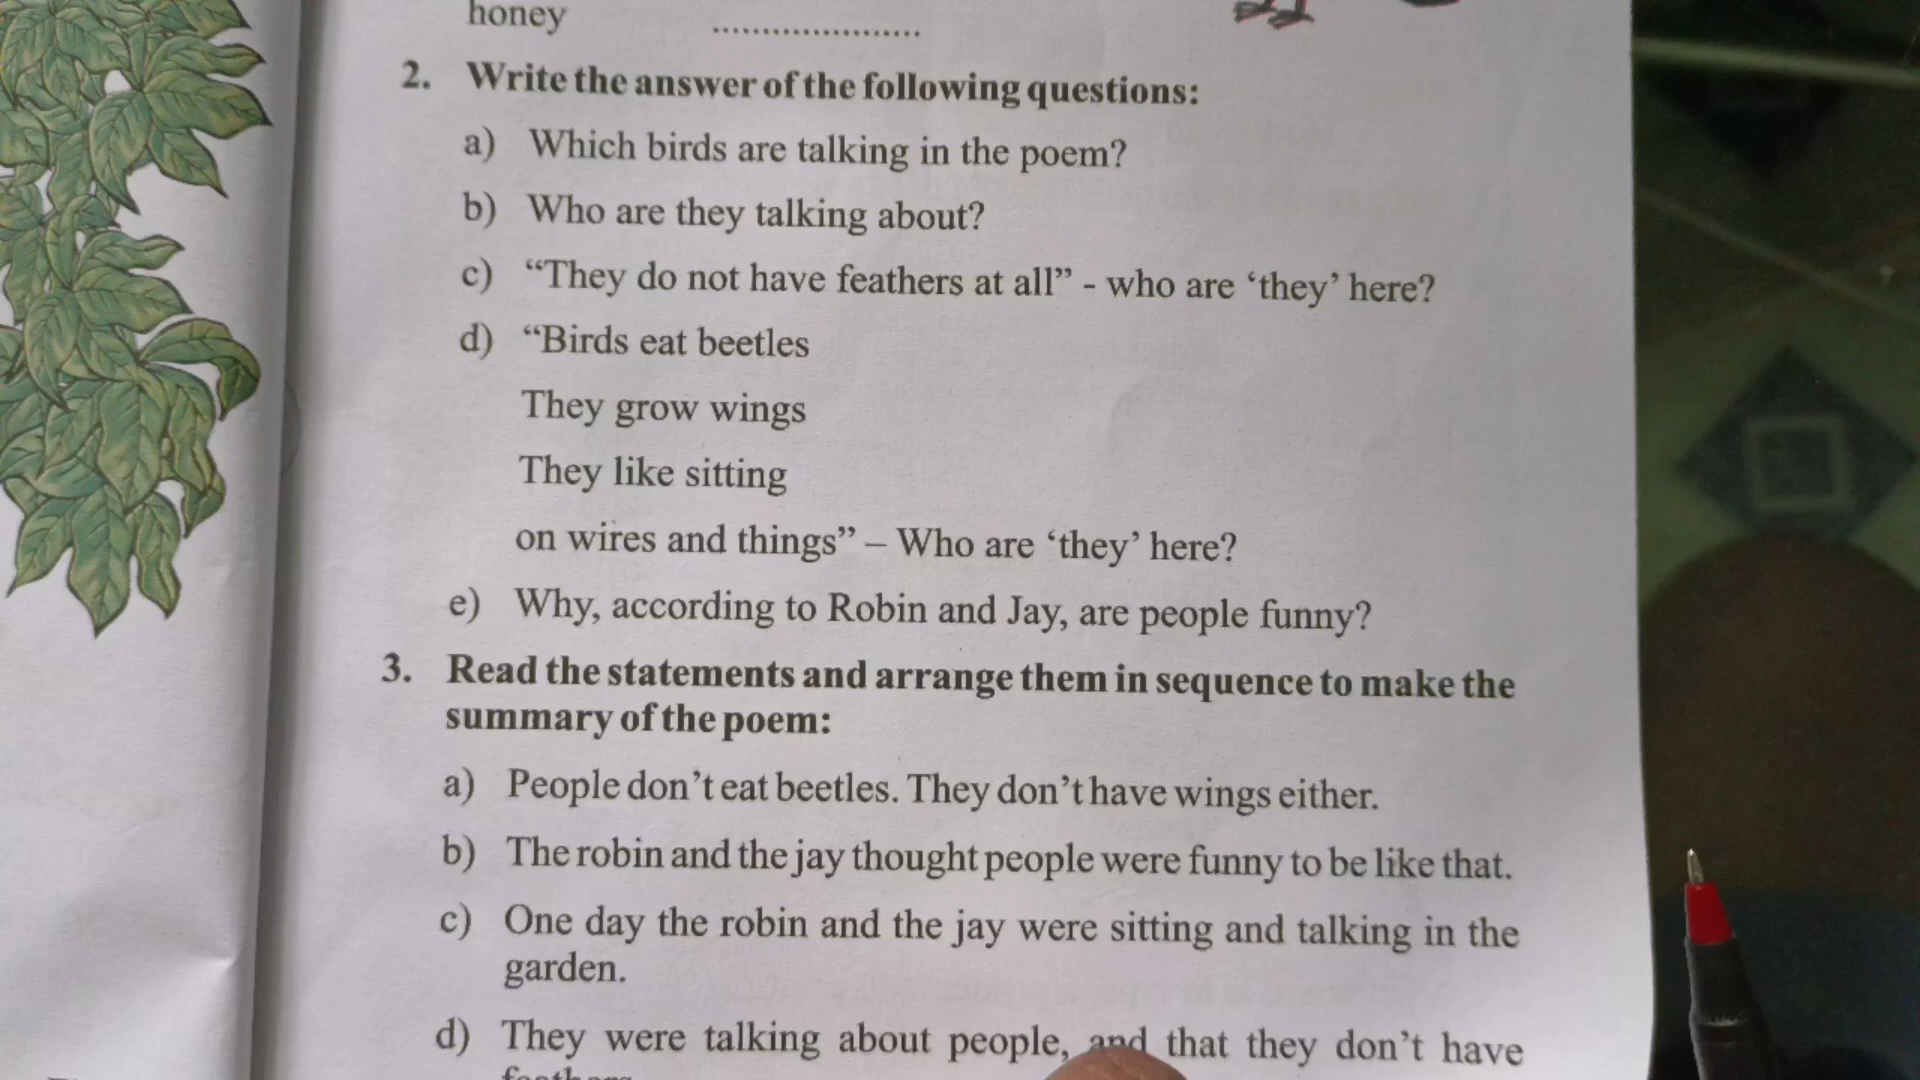 honey ......................
2. Write the answer of the following questions:
a) Which birds are talking in the poem?
b) Who are they talking about?
c) “They do not have feathers at all” - who are ‘they’ here?
d) “Birds eat beetles
They grow wings
They like sitting
on wires and things” – Who are ‘they’ here?
e) Why, according to Robin and Jay, are people funny?
3. Read the statements and arrange them in sequence to make the
summary of the poem:
a) People don’t eat beetles. They don’t have wings either.
b) The robin and the jay thought people were funny to be like that.
c) One day the robin and the jay were sitting and talking in the
garden.
d) They were talking about people, and that they don’t have